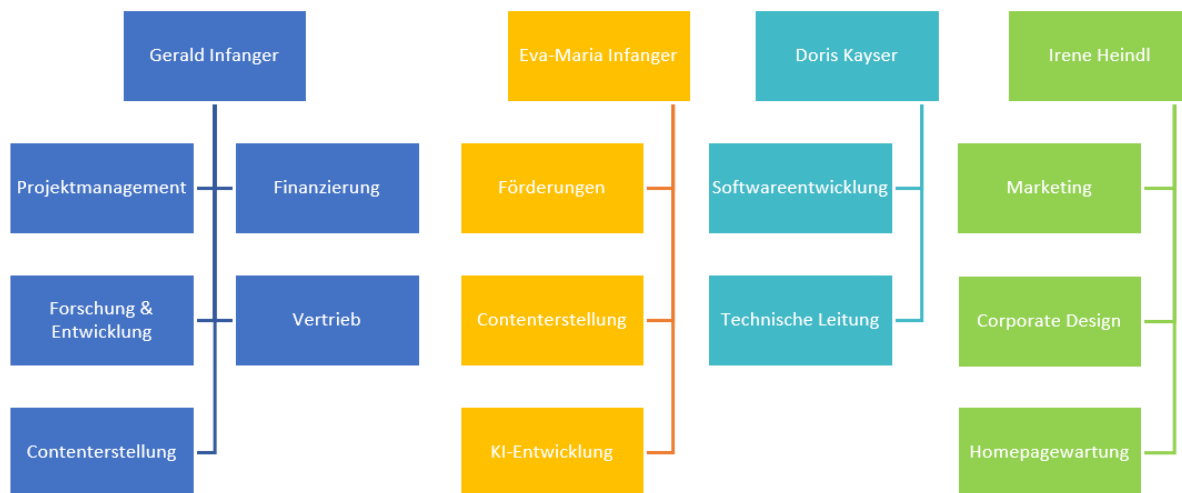 Gerald Infanger
Eva-Maria Infanger
Doris Kayser
Irene Heindl
Projektmanagement
Finanzierung
Förderungen
Softwareentwicklung
Marketing
Forschung &
Entwicklung
Vertrieb
Contenterstellung
Technische Leitung
Corporate Design
Contenterstellung
KI-Entwicklung
Homepagewartung